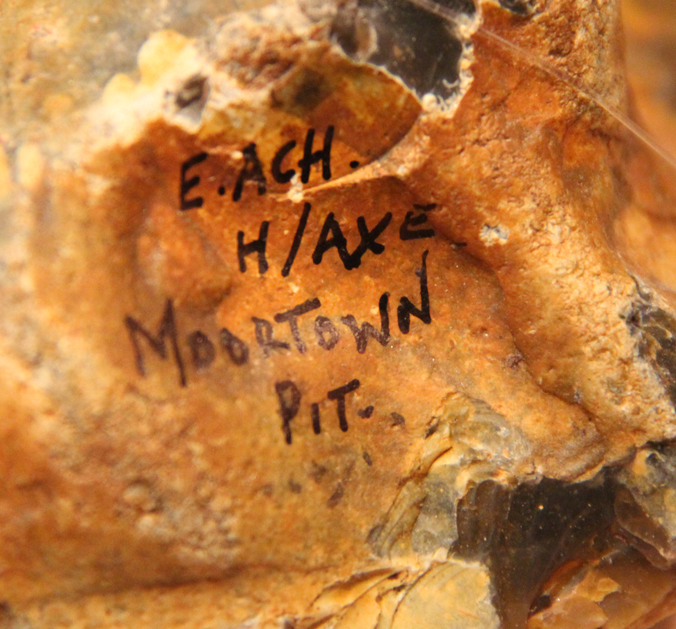 E. ACH.
H/AXE
MOORTOWN
PIT.